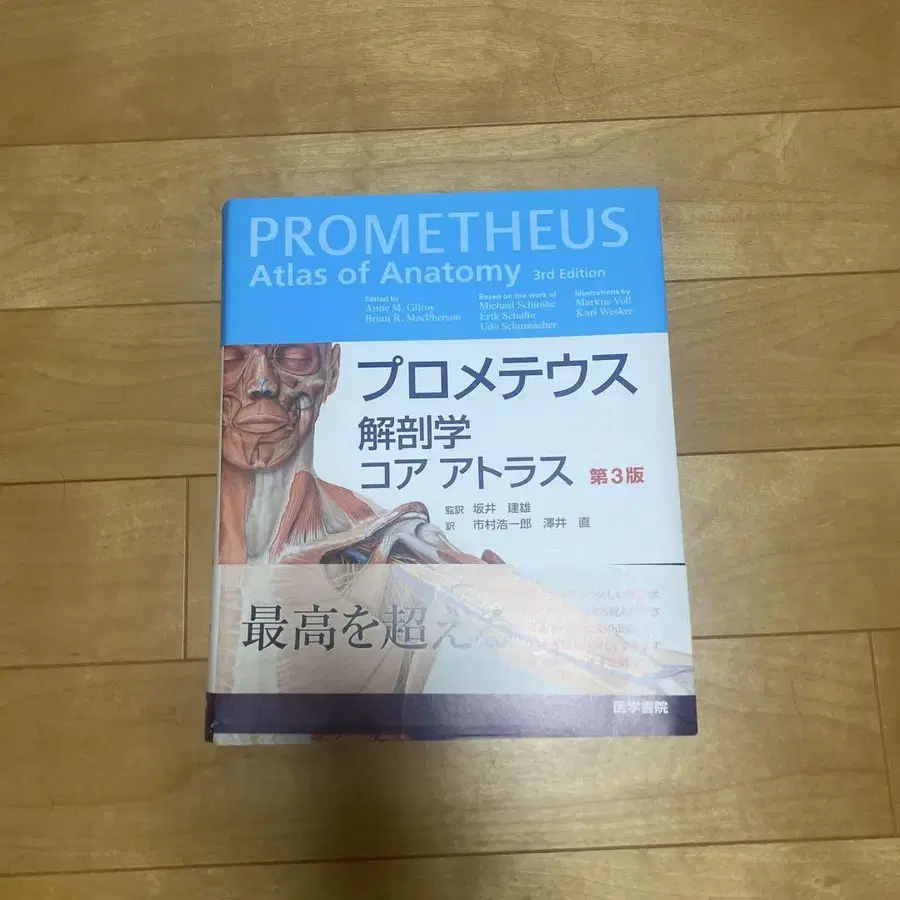 PROMETHEUS
Atlas of Anatomy 3rd Edition
Edited by
Anne M. Gilroy
Brian R. MacPherson
Based on the work of
Michael Schünke
Erik Schulte
Udo Schumacher
Illustrations by
Markus Voll
Karl Wesker
プロメテウス
解剖学
コア アトラス 第3版
監訳 坂井 建雄
訳 市村浩一郎 澤井 直
最高を超える
医学書院